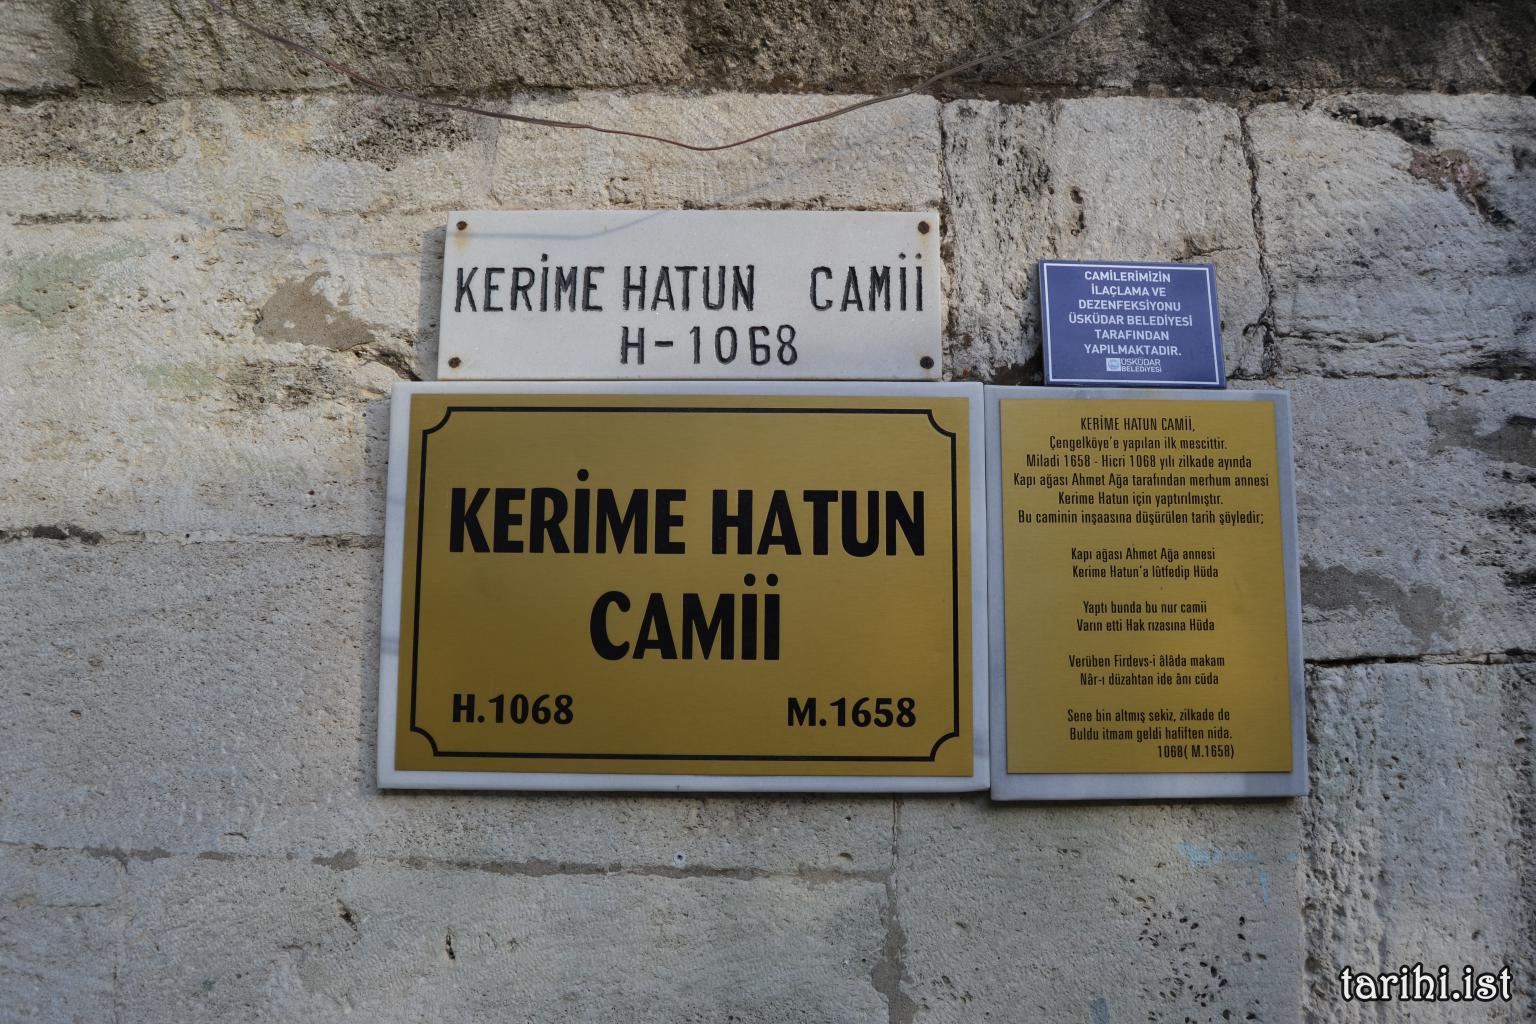 KERİME HATUN CAMİİ
H-1068
CAMİLERİMİZİN
İLAÇLAMA VE
DEZENFEKSİYONU
ÜSKÜDAR BELEDİYESİ
TARAFINDAN
YAPILMAKTADIR.
ÜSKÜDAR
BELEDİYESİ
KERİME HATUN
CAMİİ
H.1068 M.1658
KERİME HATUN CAMİİ,
Çengelköye'e yapılan ilk mescittir.
Miladi 1658 - Hicri 1068 yılı zilkade ayında
Kapı ağası Ahmet Ağa tarafından merhum annesi
Kerime Hatun için yaptırılmıştır.
Bu caminin inşaasına düşürülen tarih şöyledir;
Kapı ağası Ahmet Ağa annesi
Kerime Hatun'a lûtfedip Hüda
Yaptı bunda bu nur camii
Varın etti Hak rızasına Hüda
Verüben Firdevs-i âlâda makam
Nâr-ı düzahtan ide ânı cüda
Sene bin altmış sekiz, zilkade de
Buldu itmam geldi hafiften nida.
1068( M.1658)
tarihi.ist